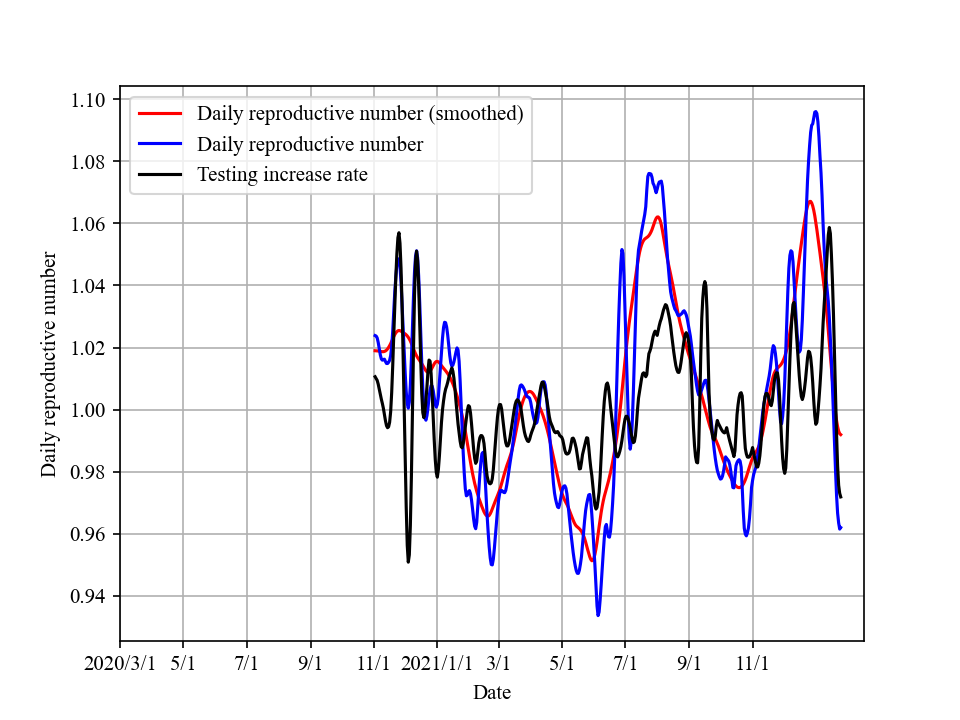 Daily reproductive number (smoothed)
Daily reproductive number
Testing increase rate
1.10
1.08
1.06
1.04
1.02
1.00
0.98
0.96
0.94
Daily reproductive number
2020/3/1 5/1 7/1 9/1 11/1 2021/1/1 3/1 5/1 7/1 9/1 11/1
Date